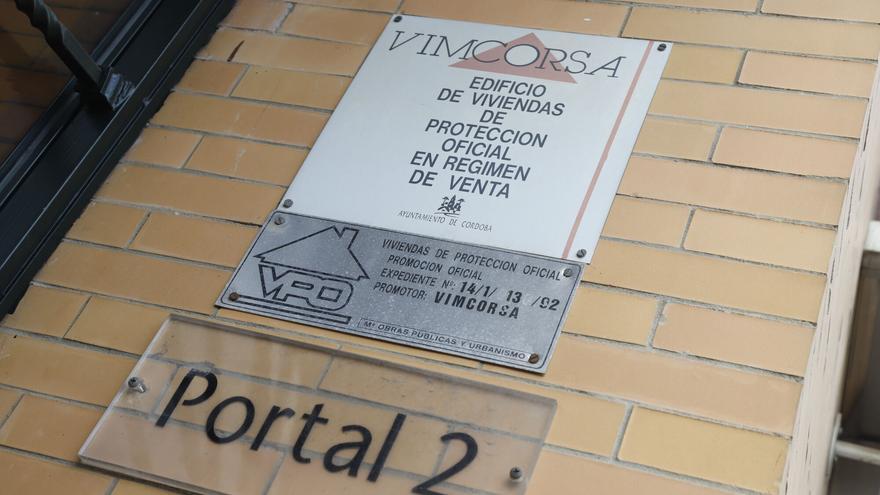 VIMCORSA
EDIFICIO
DE VIVIENDAS
DE
PROTECCION
OFICIAL
EN REGIMEN
DE VENTA
AYUNTAMIENTO DE CORDOBA
VPO
VIVIENDAS DE PROTECCION OFICIAL
PROMOCION OFICIAL
EXPEDIENTE Nº: 14/1/ 13 /92
PROMOTOR: VIMCORSA
Mº OBRAS PUBLICAS Y URBANISMO
Portal 2